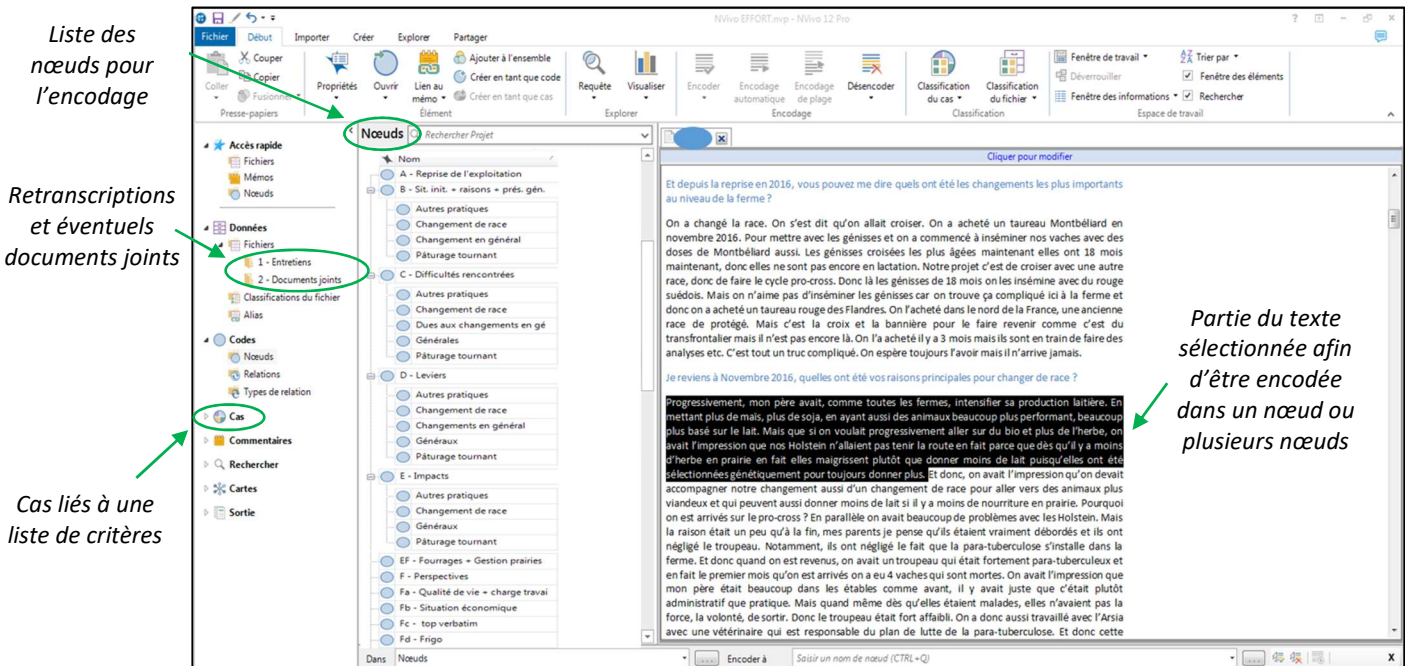 NVivo EFFORT.nvp - NVivo 12 Pro
Fichier Début Importer Créer Explorer Partager
Coller
Couper
Copier
Fusionner
Presse-papiers
Propriétés
Ouvrir
Lien au mémo
Ajouter à l'ensemble
Créer en tant que code
Créer en tant que cas
Élément
Requête
Visualiser
Explorer
Encoder
Encodage automatique
Encodage de plage
Désencoder
Encodage
Classification du cas
Classification du fichier
Classification
Fenêtre de travail
Déverrouiller
Fenêtre des informations
Trier par
Fenêtre des éléments
Rechercher
Espace de travail
Liste des
nœuds pour
l'encodage
Retranscriptions
et éventuels
documents joints
Cas liés à une
liste de critères
Accès rapide
Fichiers
Mémos
Nœuds
Données
Fichiers
1 - Entretiens
2 - Documents joints
Classifications du fichier
Alias
Codes
Nœuds
Relations
Types de relation
Cas
Commentaires
Rechercher
Cartes
Sortie
Nœuds
Rechercher Projet
Nom
A - Reprise de l'exploitation
B - Sit. init. + raisons + prés. gén.
Autres pratiques
Changement de race
Changement en général
Pâturage tournant
C - Difficultés rencontrées
Autres pratiques
Changement de race
Dues aux changements en gé
Générales
Pâturage tournant
D - Leviers
Autres pratiques
Changement de race
Changements en général
Généraux
Pâturage tournant
E - Impacts
Autres pratiques
Changement de race
Généraux
Pâturage tournant
EF - Fourrages + Gestion prairies
F - Perspectives
Fa - Qualité de vie + charge travai
Fb - Situation économique
Fc - top verbatim
Fd - Frigo
Cliquer pour modifier
Et depuis la reprise en 2016, vous pouvez me dire quels ont été les changements les plus importants
au niveau de la ferme ?
On a changé la race. On s'est dit qu'on allait croiser. On a acheté un taureau Montbéliard en
novembre 2016. Pour mettre avec les génisses et on a commencé à inséminer nos vaches avec des
doses de Montbéliard aussi. Les génisses croisées les plus âgées maintenant elles ont 18 mois
maintenant, donc elles ne sont pas encore en lactation. Notre projet c'est de croiser avec une autre
race, donc de faire le cycle pro-cross. Donc là les génisses de 18 mois on les insémine avec du rouge
suédois. Mais on n'aime pas d'inséminer les génisses car on trouve ça compliqué ici à la ferme et
donc on a acheté un taureau rouge des Flandres. On l'acheté dans le nord de la France, une ancienne
race de protégé. Mais c'est la croix et la bannière pour le faire revenir comme c'est du
transfrontalier mais il n'est pas encore là. On l'a acheté il y a 3 mois mais ils sont en train de faire des
analyses etc. C'est tout un truc compliqué. On espère toujours l'avoir mais il n'arrive jamais.
Je reviens à Novembre 2016, quelles ont été vos raisons principales pour changer de race ?
Progressivement, mon père avait, comme toutes les fermes, intensifier sa production laitière. En
mettant plus de maïs, plus de soja, en ayant aussi des animaux beaucoup plus performant, beaucoup
plus basé sur le lait. Mais que si on voulait progressivement aller sur du bio et plus de l'herbe, on
avait l'impression que nos Holstein n'allaient pas tenir la route en fait parce que dès qu'il y a moins
d'herbe en prairie en fait elles maigrissent plutôt que donner moins de lait puisqu'elles ont été
sélectionnées génétiquement pour toujours donner plus. Et donc, on avait l'impression qu'on devait
accompagner notre changement aussi d'un changement de race pour aller vers des animaux plus
viandeux et qui peuvent aussi donner moins de lait si il y a moins de nourriture en prairie. Pourquoi
on est arrivés sur le pro-cross ? En parallèle on avait beaucoup de problèmes avec les Holstein. Mais
la raison était un peu qu'à la fin, mes parents je pense qu'ils étaient vraiment débordés et ils ont
négligé le troupeau. Notamment, ils ont négligé le fait que la para-tuberculose s'installe dans la
ferme. Et donc quand on est revenus, on avait un troupeau qui était fortement para-tuberculeux et
en fait le premier mois qu'on est arrivés on a eu 4 vaches qui sont mortes. On avait l'impression que
mon père était beaucoup dans les étables comme avant, il y avait juste que c'était plutôt
administratif que pratique. Mais quand même dès qu'elles étaient malades, elles n'avaient pas la
force, la volonté, de sortir. Donc le troupeau était fort affaibli. On a donc aussi travaillé avec l'Arsia
avec une vétérinaire qui est responsable du plan de lutte de la para-tuberculose. Et donc cette
Partie du texte
sélectionnée afin
d'être encodée
dans un nœud ou
plusieurs nœuds
Dans Nœuds ... Encoder à Saisir un nom de nœud (CTRL+Q) ... X